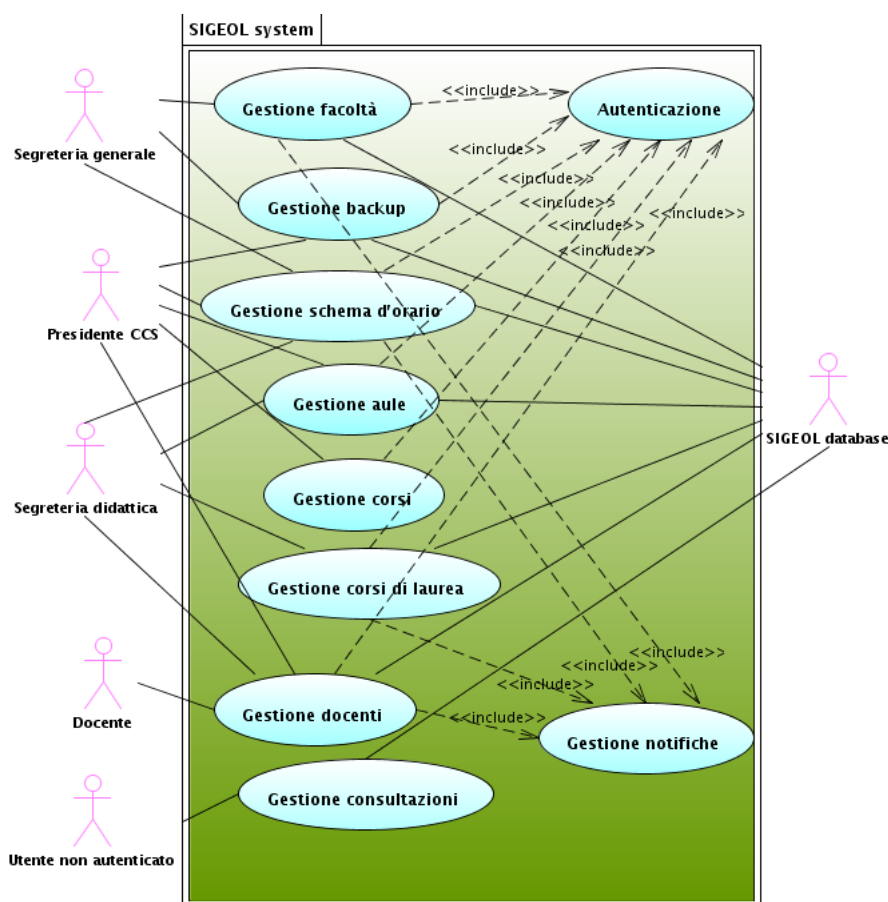 SIGEOL system
Gestione facoltà
<<include>>
Autenticazione
Segreteria generale
<<include>>
<<include>>
Gestione backup
<<include>>
<<include>>
<<include>>
<<include>>
Gestione schema d'orario
Presidente CCS
Gestione aule
SIGEOL database
Gestione corsi
Segreteria didattica
Gestione corsi di laurea
<<include>>
<<include>>
<<include>>
<<include>>
Gestione docenti
Docente
Gestione notifiche
Gestione consultazioni
Utente non autenticato